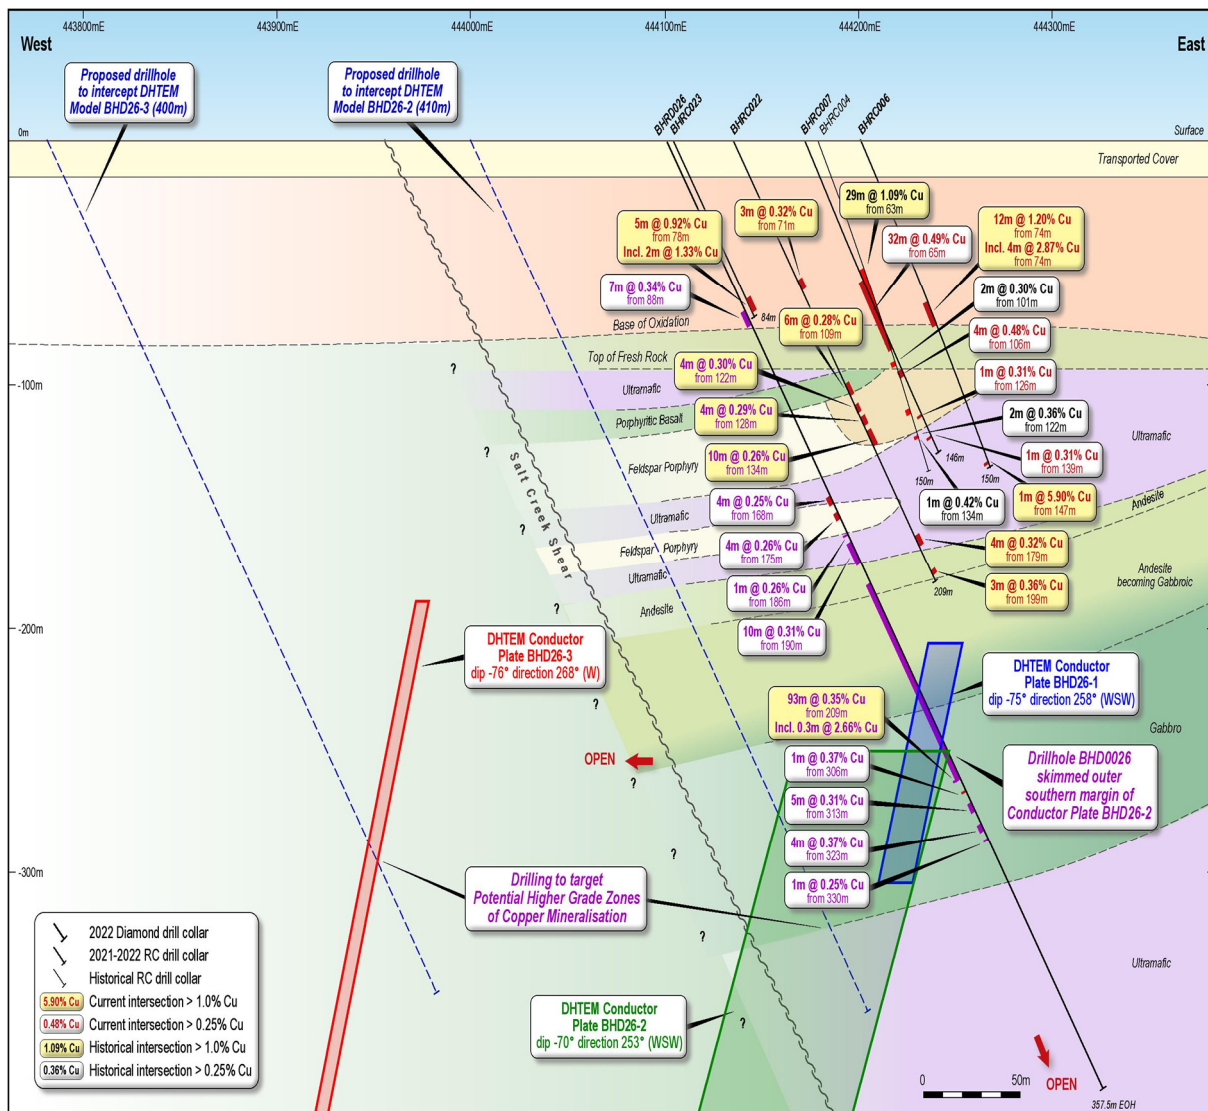 443800mE
443900mE
444000mE
444100mE
444200mE
444300mE
West
East
Proposed drillhole
to intercept DHTEM
Model BHD26-3 (400m)
Proposed drillhole
to intercept DHTEM
Model BHD26-2 (410m)
BHRD026
BHRC023
BHRC022
BHRC007
BHRC004
BHRC006
0m
Surface
Transported Cover
29m @ 1.09% Cu
from 63m
3m @ 0.32% Cu
from 71m
5m @ 0.92% Cu
from 78m
Incl. 2m @ 1.33% Cu
32m @ 0.49% Cu
from 65m
12m @ 1.20% Cu
from 74m
Incl. 4m @ 2.87% Cu
from 74m
7m @ 0.34% Cu
from 88m
2m @ 0.30% Cu
from 101m
84m
Base of Oxidation
6m @ 0.28% Cu
from 109m
4m @ 0.48% Cu
from 106m
Top of Fresh Rock
4m @ 0.30% Cu
from 122m
1m @ 0.31% Cu
from 126m
-100m
?
Ultramafic
4m @ 0.29% Cu
from 128m
2m @ 0.36% Cu
from 122m
Porphyritic Basalt
Ultramafic
?
10m @ 0.26% Cu
from 134m
146m
1m @ 0.31% Cu
from 139m
Feldspar Porphyry
150m
150m
Salt Creek Shear
4m @ 0.25% Cu
from 168m
1m @ 0.42% Cu
from 134m
1m @ 5.90% Cu
from 147m
Andesite
Ultramafic
?
4m @ 0.26% Cu
from 175m
4m @ 0.32% Cu
from 179m
Feldspar Porphyry
Andesite
becoming Gabbroic
Ultramafic
1m @ 0.26% Cu
from 186m
209m
3m @ 0.36% Cu
from 199m
?
Andesite
-200m
10m @ 0.31% Cu
from 190m
DHTEM Conductor
Plate BHD26-3
dip -76° direction 268° (W)
DHTEM Conductor
Plate BHD26-1
dip -75° direction 258° (WSW)
?
93m @ 0.35% Cu
from 209m
Incl. 0.3m @ 2.66% Cu
Gabbro
OPEN
?
1m @ 0.37% Cu
from 306m
Drillhole BHD0026
skimmed outer
southern margin of
Conductor Plate BHD26-2
5m @ 0.31% Cu
from 313m
?
4m @ 0.37% Cu
from 323m
-300m
1m @ 0.25% Cu
from 330m
Drilling to target
Potential Higher Grade Zones
of Copper Mineralisation
?
Ultramafic
2022 Diamond drill collar
2021-2022 RC drill collar
Historical RC drill collar
5.90% Cu Current intersection > 1.0% Cu
0.48% Cu Current intersection > 0.25% Cu
1.09% Cu Historical intersection > 1.0% Cu
0.36% Cu Historical intersection > 0.25% Cu
DHTEM Conductor
Plate BHD26-2
dip -70° direction 253° (WSW)
?
0
50m
OPEN
357.5m EOH